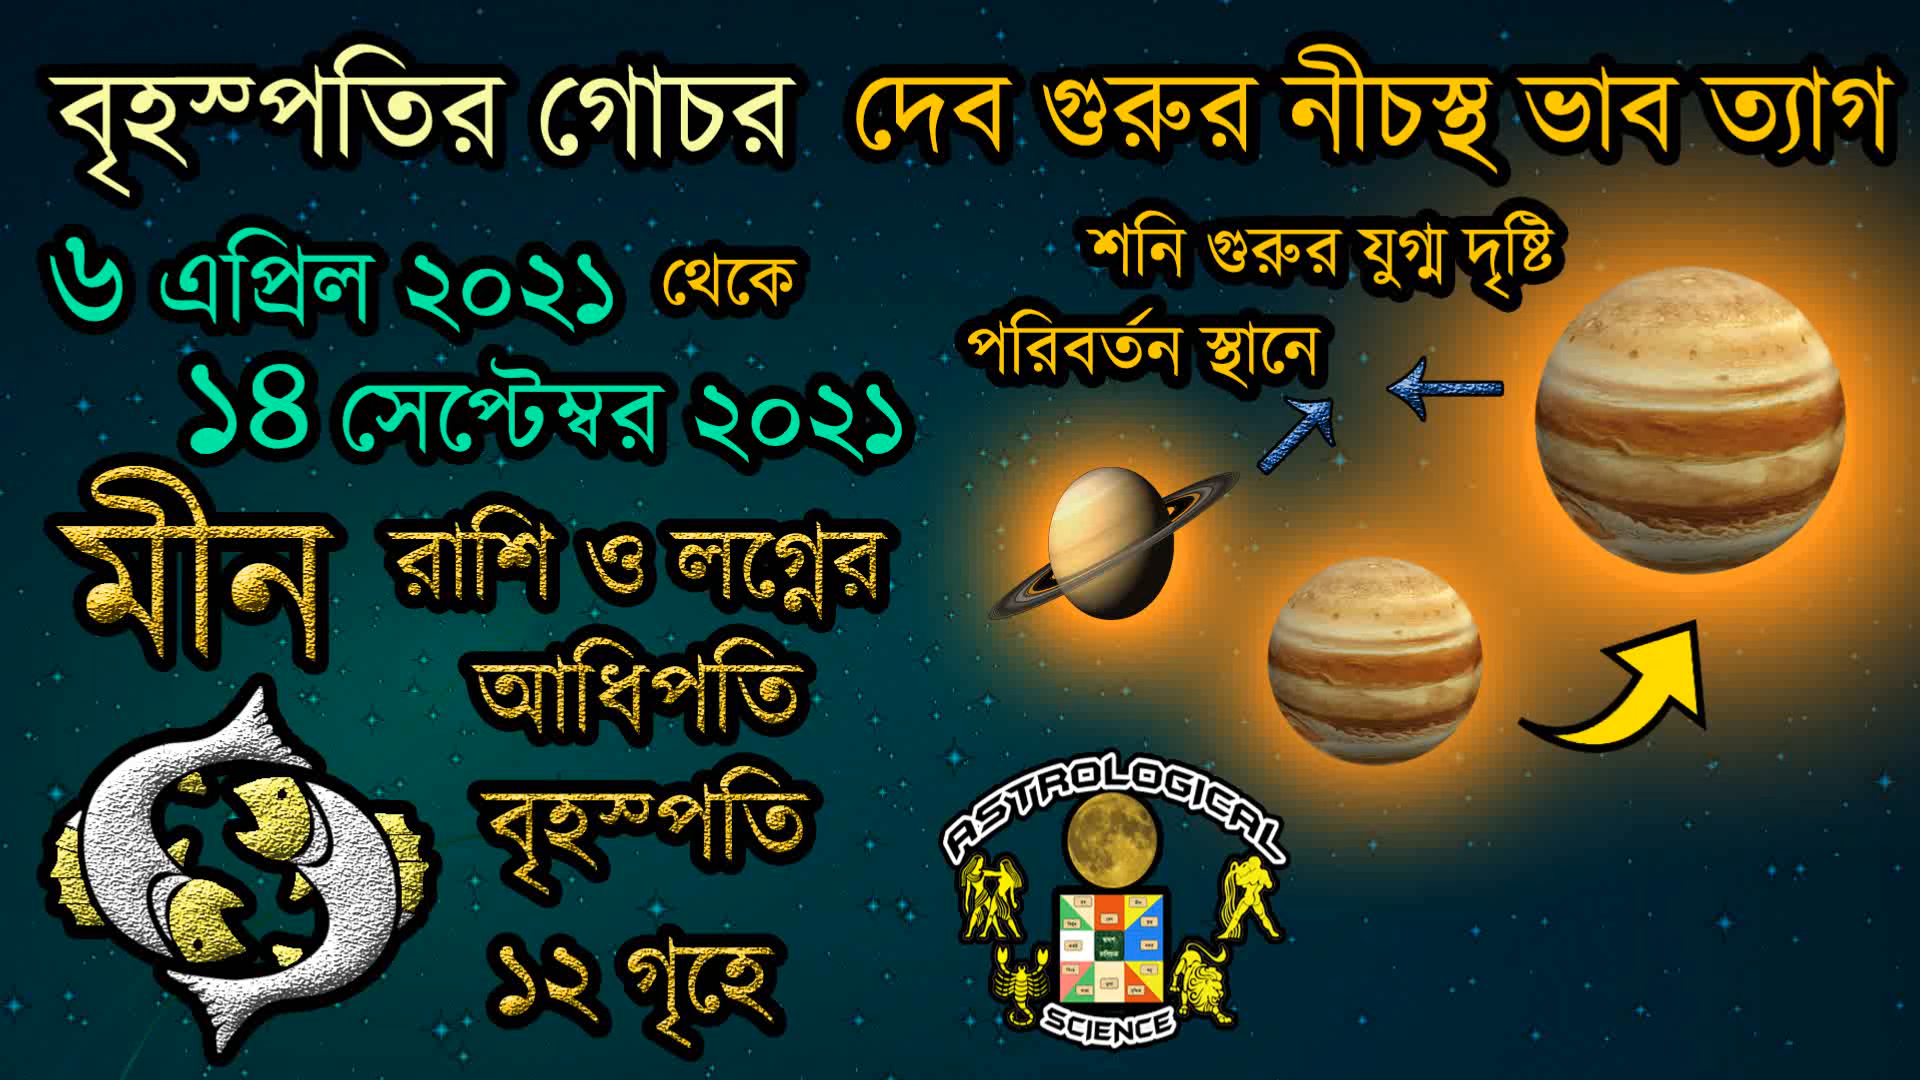 বৃহস্পতির গোচর দেব গুরুর নীচস্থ ভাব ত্যাগ
৬ এপ্রিল ২০২১ থেকে
১৪ সেপ্টেম্বর ২০২১
শনি গুরুর যুগ্ম দৃষ্টি
পরিবর্তন স্থানে
মীন রাশি ও লগ্নের
আধিপতি
বৃহস্পতি
১২ গৃহে
ASTROLOGICAL
SCIENCE